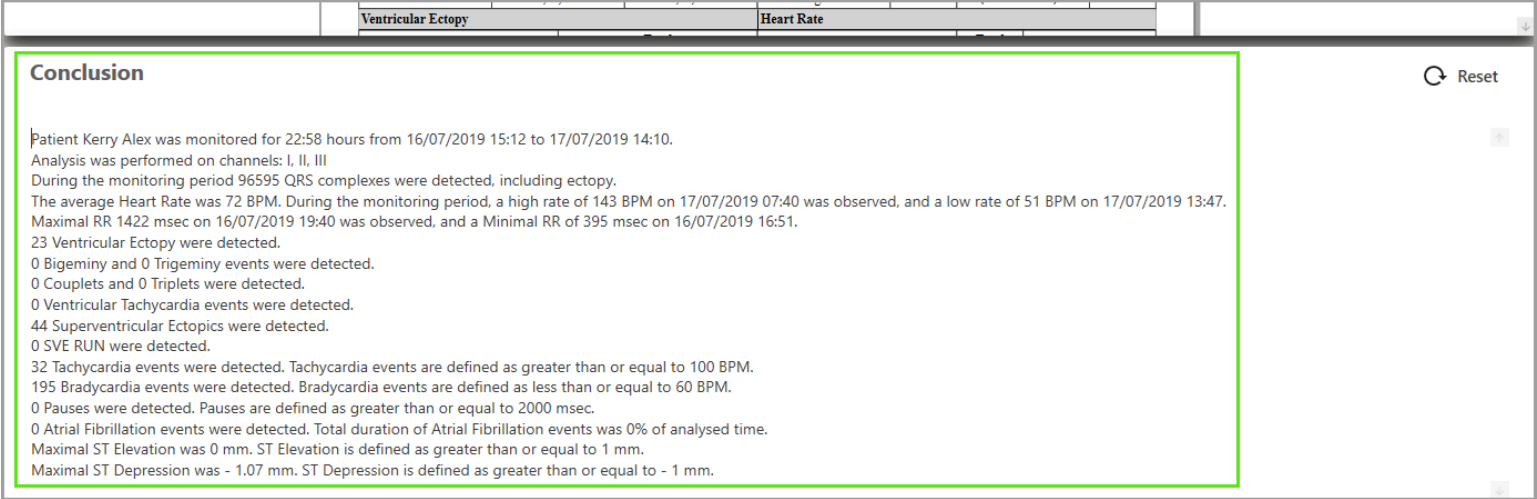 Ventricular Ectopy Heart Rate
Conclusion
Reset
Patient Kerry Alex was monitored for 22:58 hours from 16/07/2019 15:12 to 17/07/2019 14:10.
Analysis was performed on channels: I, II, III
During the monitoring period 96595 QRS complexes were detected, including ectopy.
The average Heart Rate was 72 BPM. During the monitoring period, a high rate of 143 BPM on 17/07/2019 07:40 was observed, and a low rate of 51 BPM on 17/07/2019 13:47.
Maximal RR 1422 msec on 16/07/2019 19:40 was observed, and a Minimal RR of 395 msec on 16/07/2019 16:51.
23 Ventricular Ectopy were detected.
0 Bigeminy and 0 Trigeminy events were detected.
0 Couplets and 0 Triplets were detected.
0 Ventricular Tachycardia events were detected.
44 Superventricular Ectopics were detected.
0 SVE RUN were detected.
32 Tachycardia events were detected. Tachycardia events are defined as greater than or equal to 100 BPM.
195 Bradycardia events were detected. Bradycardia events are defined as less than or equal to 60 BPM.
0 Pauses were detected. Pauses are defined as greater than or equal to 2000 msec.
0 Atrial Fibrillation events were detected. Total duration of Atrial Fibrillation events was 0% of analysed time.
Maximal ST Elevation was 0 mm. ST Elevation is defined as greater than or equal to 1 mm.
Maximal ST Depression was - 1.07 mm. ST Depression is defined as greater than or equal to - 1 mm.